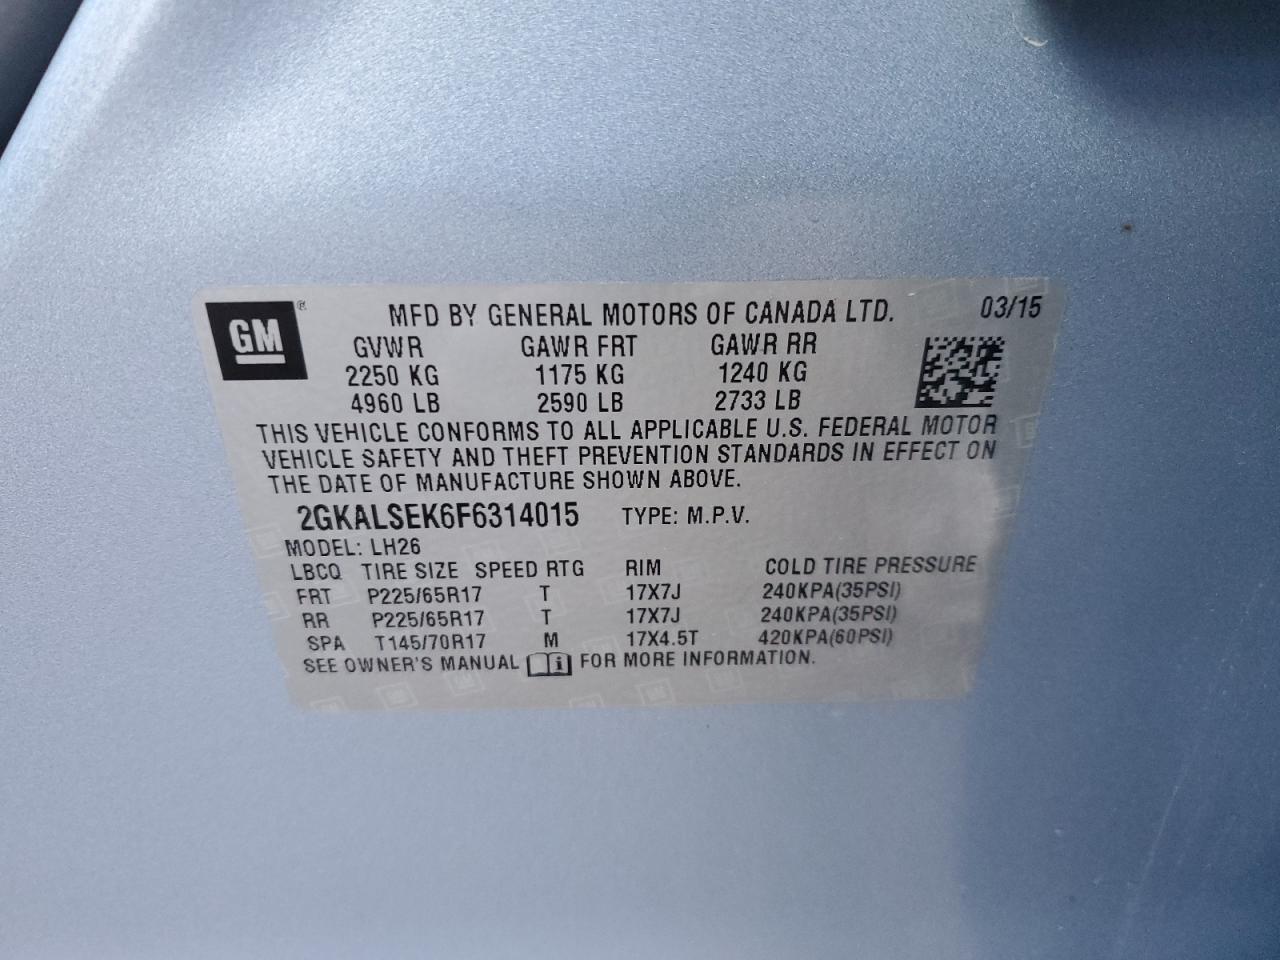 GM ®
MFD BY GENERAL MOTORS OF CANADA LTD. 03/15
GVWR GAWR FRT GAWR RR
2250 KG 1175 KG 1240 KG
4960 LB 2590 LB 2733 LB
THIS VEHICLE CONFORMS TO ALL APPLICABLE U.S. FEDERAL MOTOR
VEHICLE SAFETY AND THEFT PREVENTION STANDARDS IN EFFECT ON
THE DATE OF MANUFACTURE SHOWN ABOVE.
2GKALSEK6F6314015 TYPE: M.P.V.
MODEL: LH26
LBCQ TIRE SIZE SPEED RTG RIM COLD TIRE PRESSURE
FRT P225/65R17 T 17X7J 240KPA(35PSI)
RR P225/65R17 T 17X7J 240KPA(35PSI)
SPA T145/70R17 M 17X4.5T 420KPA(60PSI)
SEE OWNER'S MANUAL i FOR MORE INFORMATION.